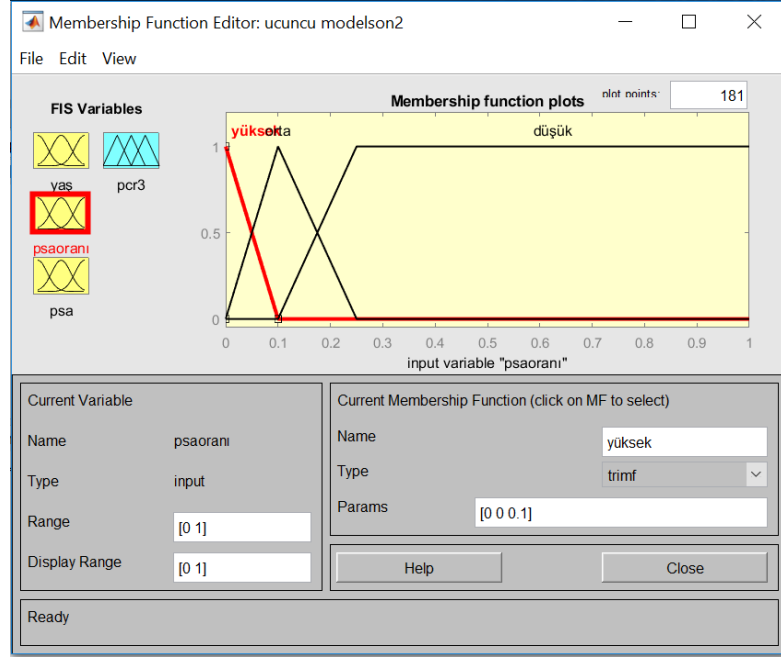 Membership Function Editor: ucuncu modelson2
File Edit View
FIS Variables
yaş
pcr3
psaoranı
psa
Membership function plots
plot points:
181
yüksek
orta
düşük
1
0.5
0
0 0.1 0.2 0.3 0.4 0.5 0.6 0.7 0.8 0.9 1
input variable "psaoranı"
Current Variable
Name psaoranı
Type input
Range [0 1]
Display Range [0 1]
Current Membership Function (click on MF to select)
Name yüksek
Type trimf
Params [0 0 0.1]
Help Close
Ready